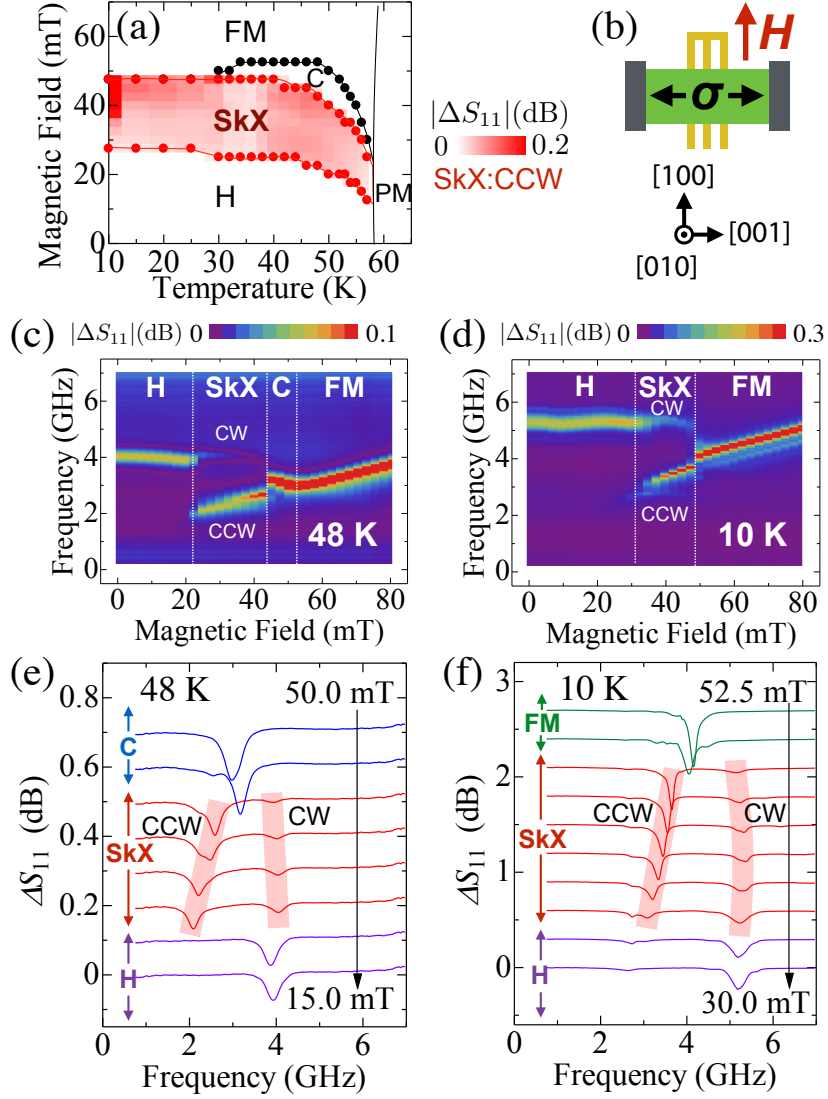 (a)
FM
C
SkX
H
PM
Magnetic Field (mT)
60
40
20
0
10
20
30
40
50
60
Temperature (K)
|ΔS₁₁|(dB)
0
0.2
SkX:CCW
(b)
H
σ
[100]
[001]
[010]
(c) |ΔS₁₁|(dB) 0 0.1
H SkX C FM
CW
CCW
48 K
Frequency (GHz)
6
4
2
0
0 20 40 60 80
Magnetic Field (mT)
(d) |ΔS₁₁|(dB) 0 0.3
H SkX FM
CW
CCW
10 K
Frequency (GHz)
6
4
2
0
0 20 40 60 80
Magnetic Field (mT)
(e)
48 K
50.0 mT
C
CCW
CW
SkX
H
15.0 mT
ΔS₁₁ (dB)
0.8
0.6
0.4
0.2
0
0 2 4 6
Frequency (GHz)
(f)
10 K
52.5 mT
FM
CCW
CW
SkX
H
30.0 mT
ΔS₁₁ (dB)
3
2
1
0
0 2 4 6
Frequency (GHz)